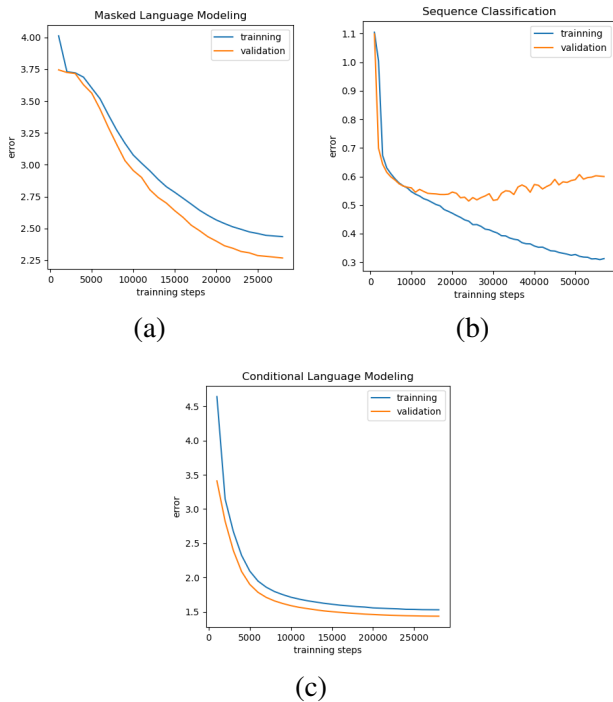 Masked Language Modeling
4.00
3.75
3.50
3.25
3.00
2.75
2.50
2.25
error
trainning
validation
0 5000 10000 15000 20000 25000
trainning steps
(a)
Sequence Classification
1.1
1.0
0.9
0.8
0.7
0.6
0.5
0.4
0.3
error
trainning
validation
0 10000 20000 30000 40000 50000
trainning steps
(b)
Conditional Language Modeling
4.5
4.0
3.5
3.0
2.5
2.0
1.5
error
trainning
validation
0 5000 10000 15000 20000 25000
trainning steps
(c)